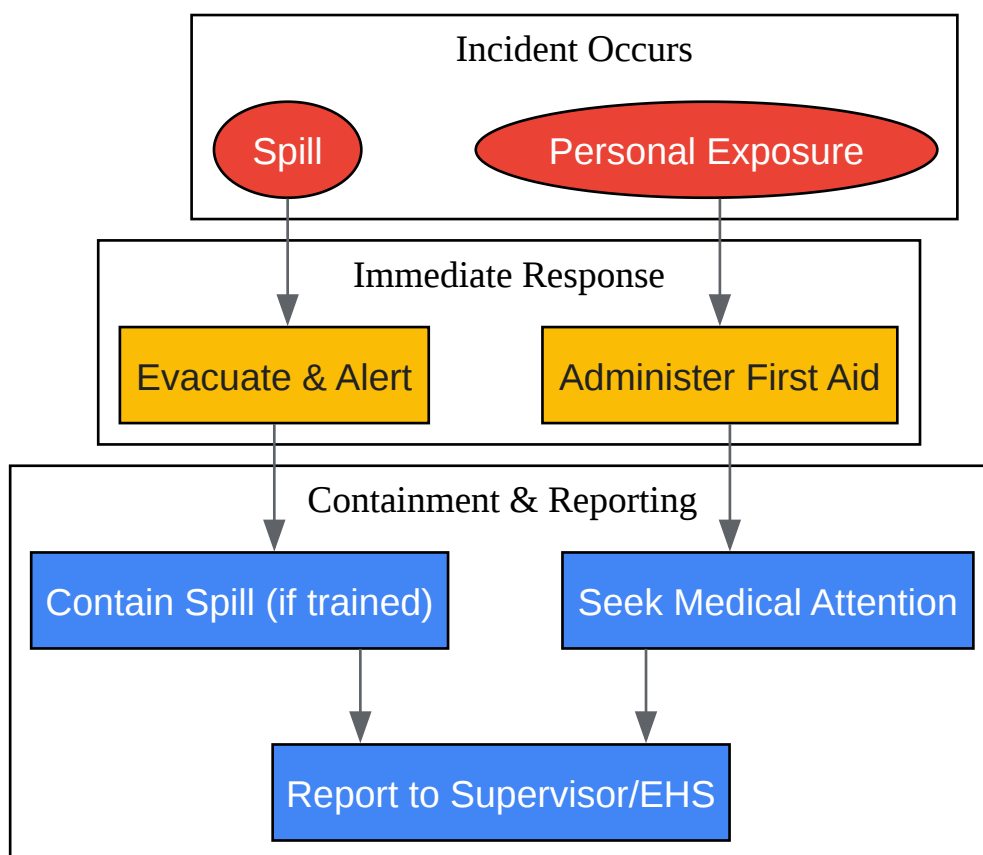 Incident Occurs
Spill
Personal Exposure
Immediate Response
Evacuate & Alert
Administer First Aid
Containment & Reporting
Contain Spill (if trained)
Seek Medical Attention
Report to Supervisor/EHS